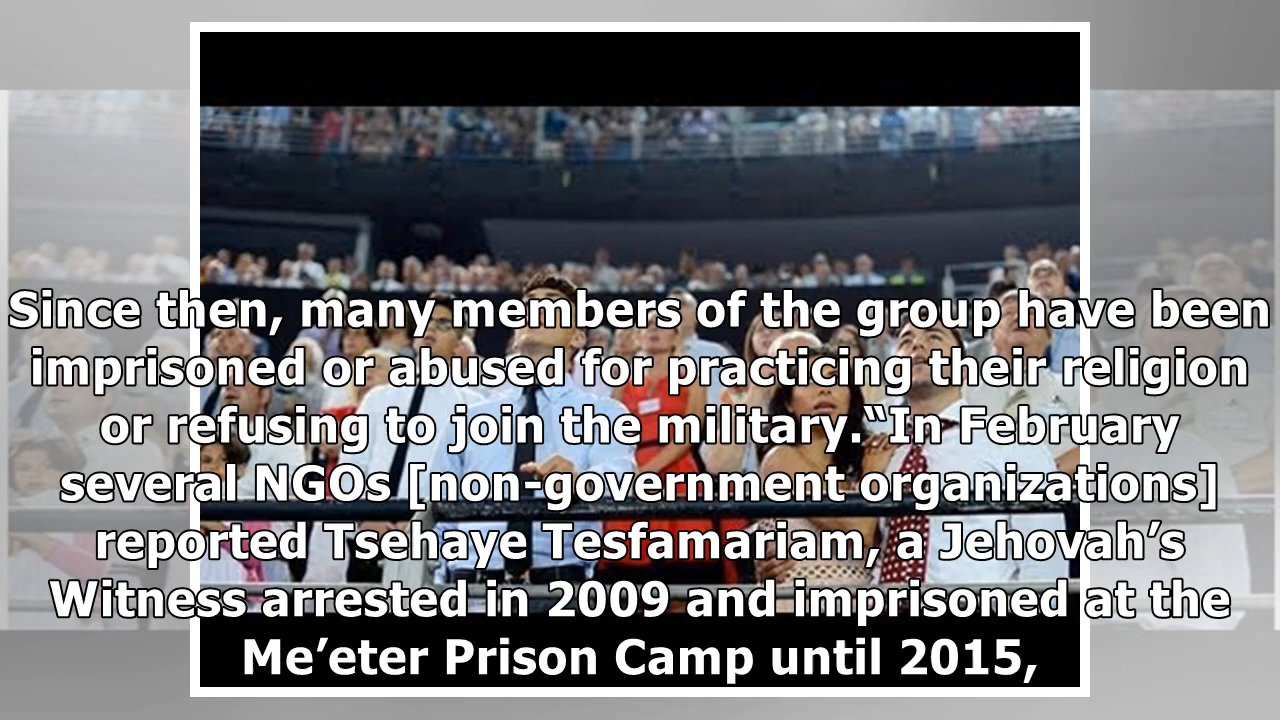 Since then, many members of the group have been
imprisoned or abused for practicing their religion
or refusing to join the military.“In February
several NGOs [non-government organizations]
reported Tsehaye Tesfamariam, a Jehovah’s
Witness arrested in 2009 and imprisoned at the
Me’eter Prison Camp until 2015,